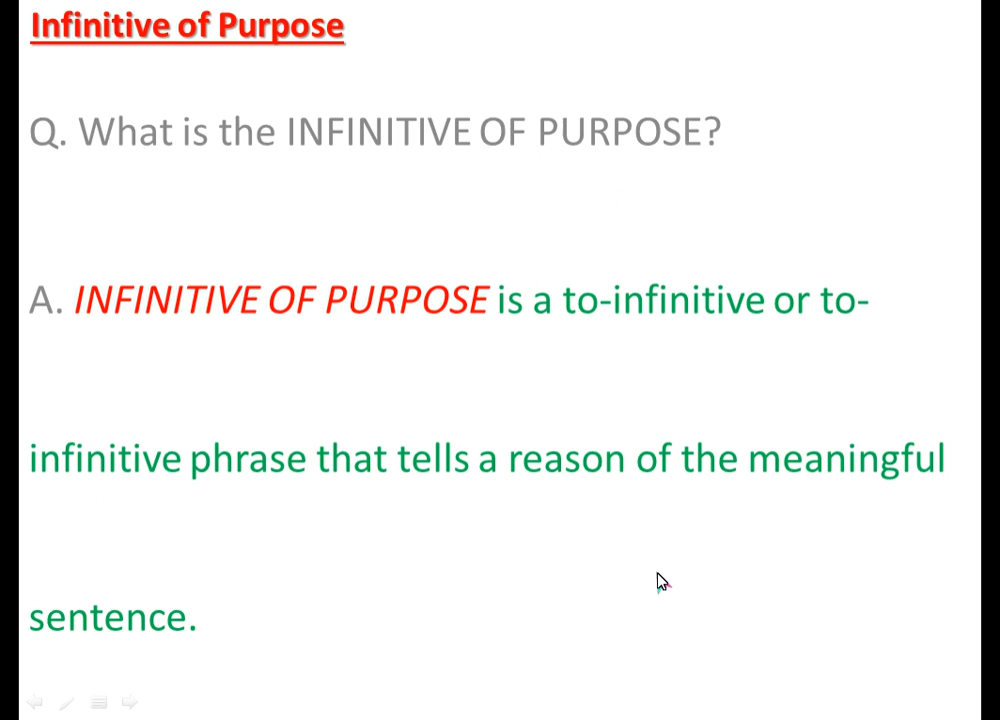 Infinitive of Purpose
Q. What is the INFINITIVE OF PURPOSE?
A. INFINITIVE OF PURPOSE is a to-infinitive or to-
infinitive phrase that tells a reason of the meaningful
sentence.